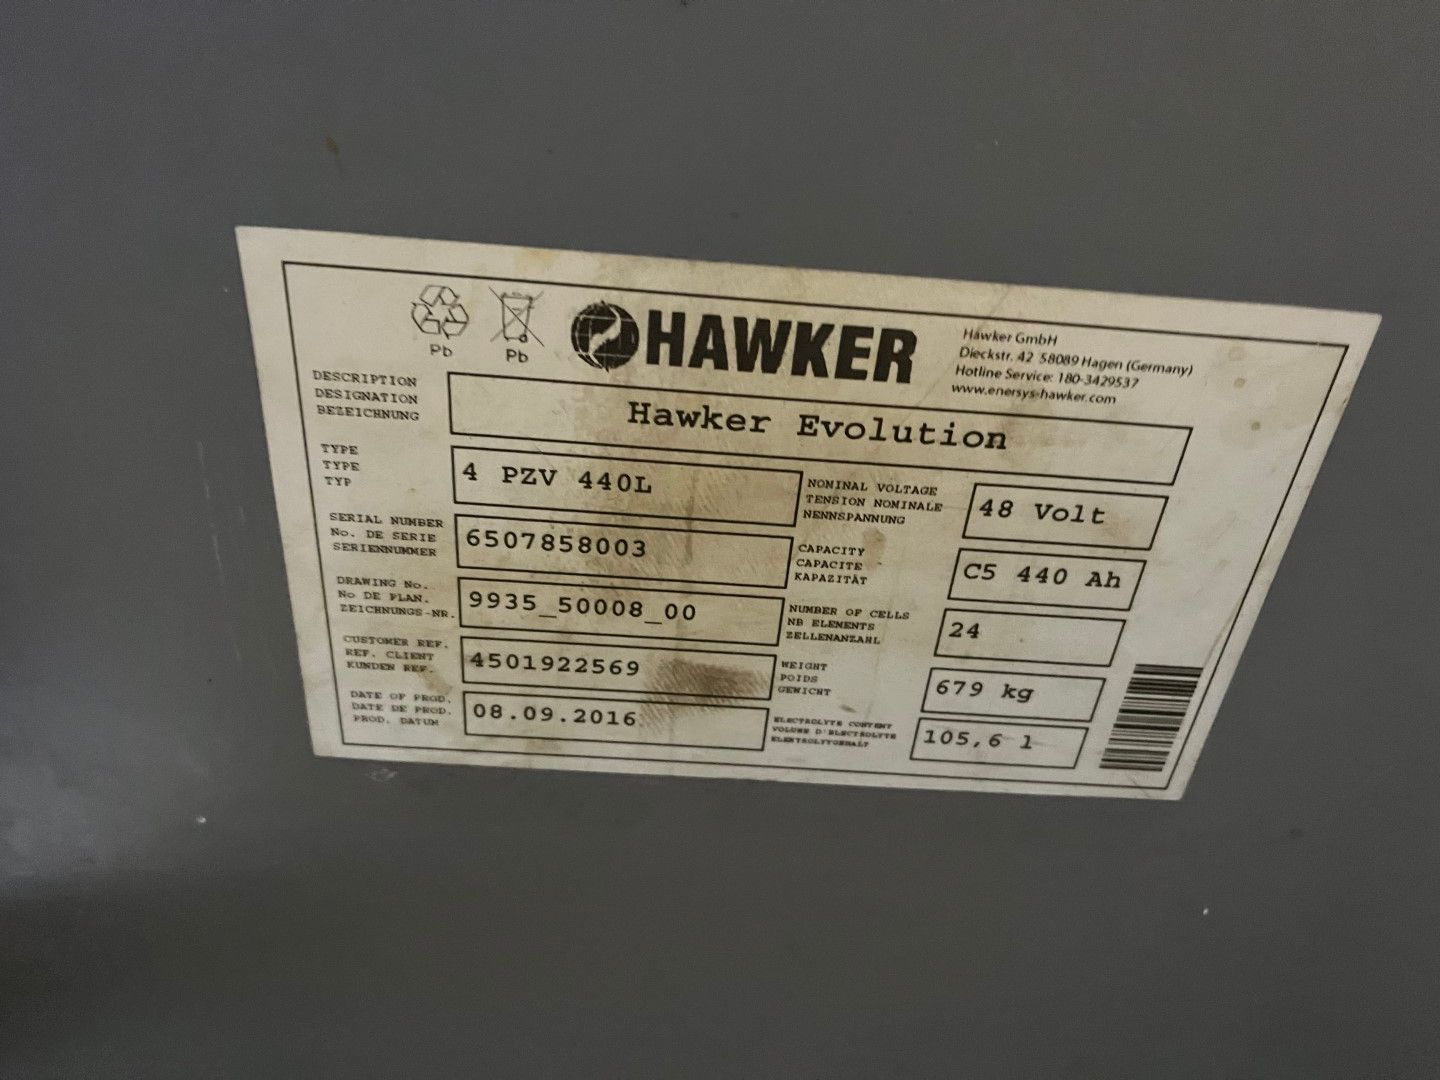 Pb
Pb
HAWKER
Hawker GmbH
Dieckstr. 42 58089 Hagen (Germany)
Hotline Service: 180-3429537
www.enersys-hawker.com
DESCRIPTION
DESIGNATION
BEZEICHNUNG
Hawker Evolution
TYPE
TYPE
TYP
4 PZV 440L
NOMINAL VOLTAGE
TENSION NOMINALE
NENNSPANNUNG
48 Volt
SERIAL NUMBER
No. DE SERIE
SERIENNUMMER
6507858003
CAPACITY
CAPACITE
KAPAZITÄT
C5 440 Ah
DRAWING No.
No DE PLAN.
ZEICHNUNGS-NR.
9935_50008_00
NUMBER OF CELLS
NB ELEMENTS
ZELLENANZAHL
24
CUSTOMER REF.
REF. CLIENT
KUNDEN REF.
4501922569
WEIGHT
POIDS
GEWICHT
679 kg
DATE OF PROD.
DATE DE PROD.
PROD. DATUM
08.09.2016
ELECTROLYTE CONTENT
VOLUME D'ELECTROLYTE
ELEKTROLYTGEHALT
105,6 l